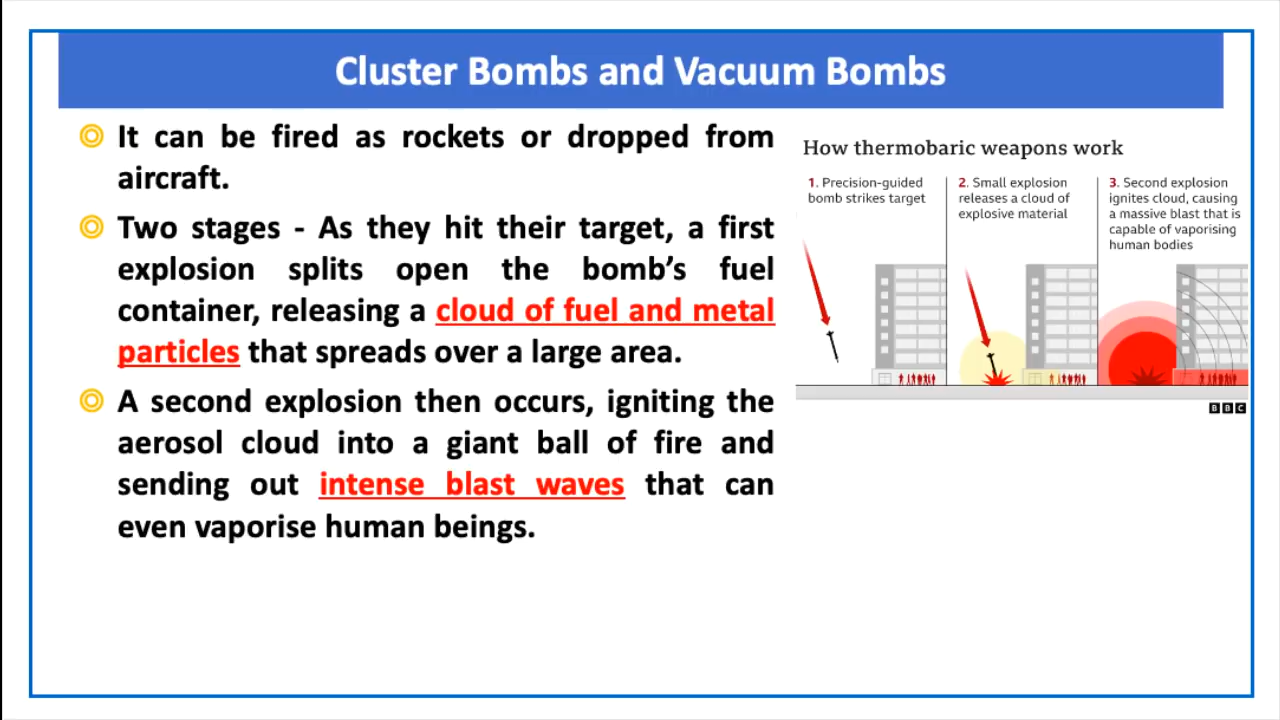 Cluster Bombs and Vacuum Bombs
It can be fired as rockets or dropped from
aircraft.
Two stages - As they hit their target, a first
explosion splits open the bomb’s fuel
container, releasing a cloud of fuel and metal
particles that spreads over a large area.
A second explosion then occurs, igniting the
aerosol cloud into a giant ball of fire and
sending out intense blast waves that can
even vaporise human beings.
How thermobaric weapons work
1. Precision-guided
bomb strikes target
2. Small explosion
releases a cloud of
explosive material
3. Second explosion
ignites cloud, causing
a massive blast that is
capable of vaporising
human bodies
BBC